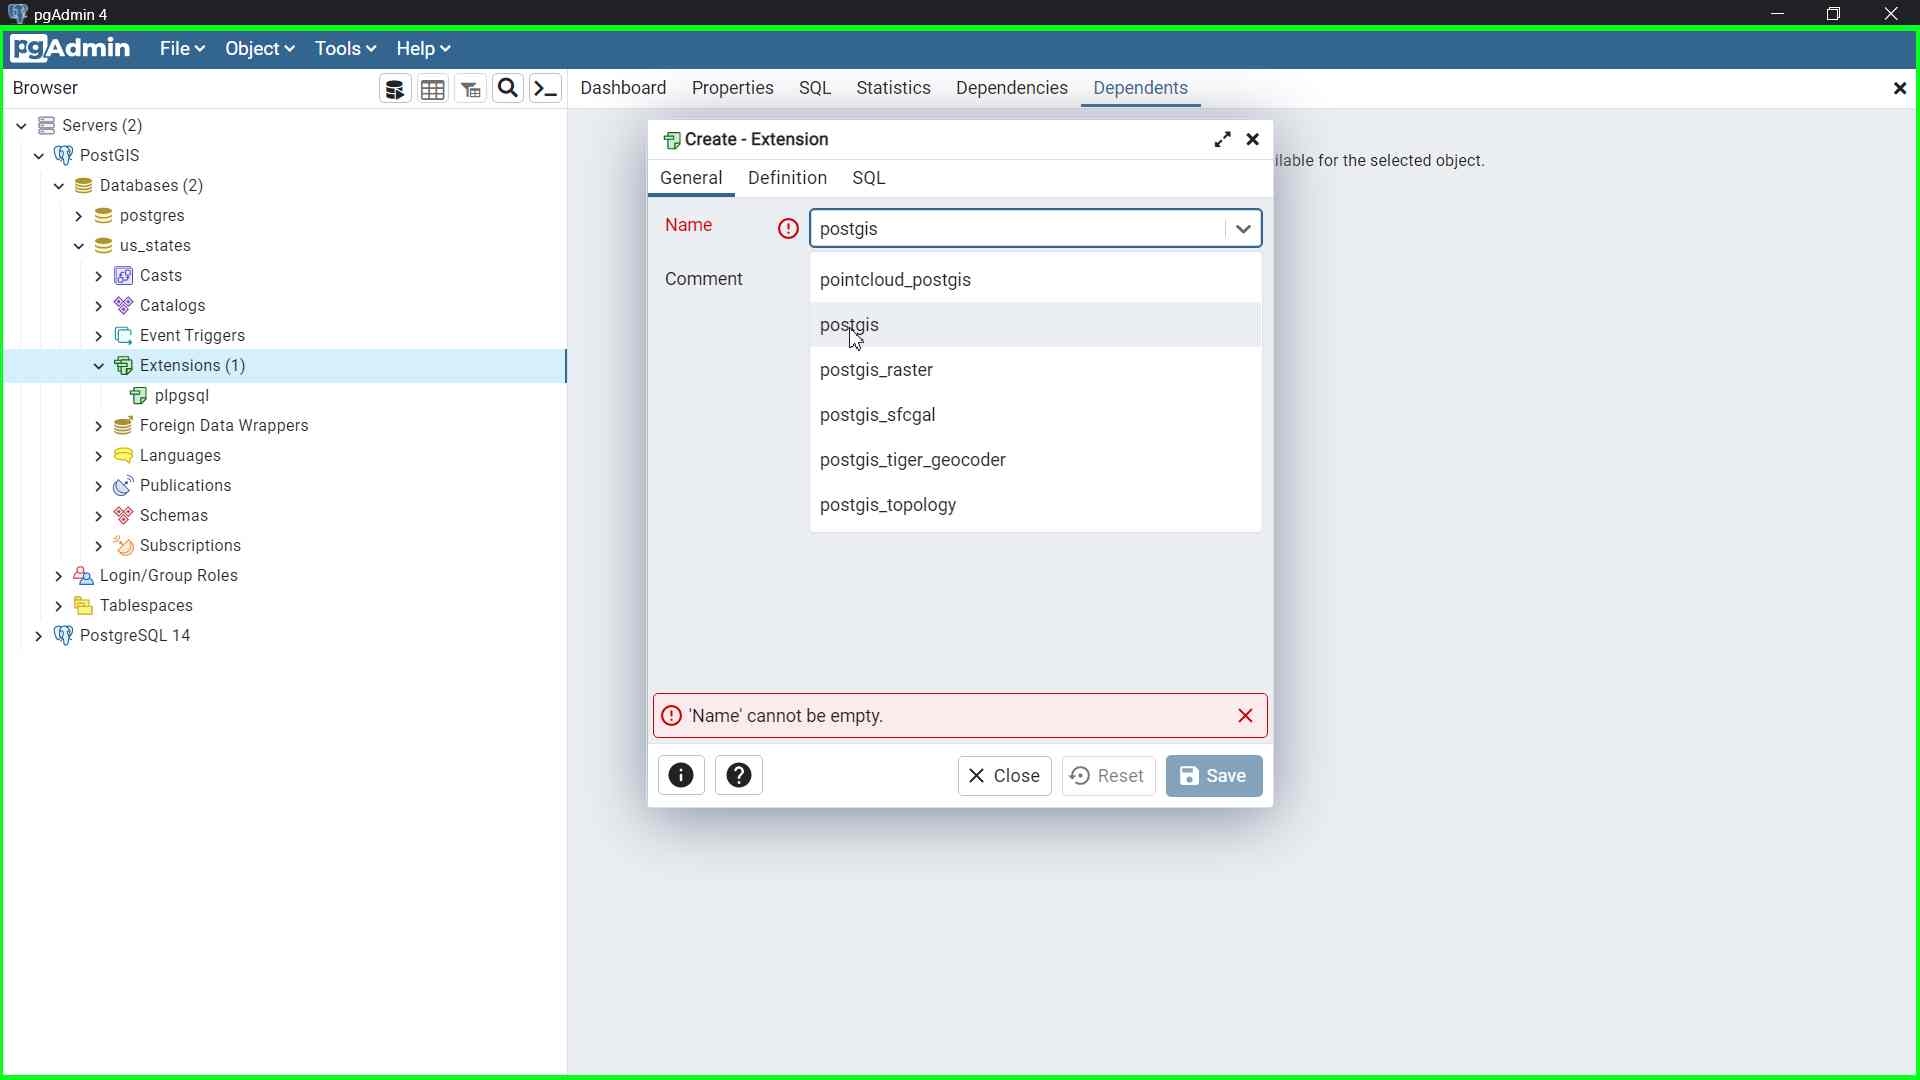 pgAdmin 4
pgAdmin File Object Tools Help
Browser
Dashboard Properties SQL Statistics Dependencies Dependents
Servers (2)
PostGIS
Databases (2)
postgres
us_states
Casts
Catalogs
Event Triggers
Extensions (1)
plpgsql
Foreign Data Wrappers
Languages
Publications
Schemas
Subscriptions
Login/Group Roles
Tablespaces
PostgreSQL 14
Create - Extension
General Definition SQL
Name postgis
Comment
pointcloud_postgis
postgis
postgis_raster
postgis_sfcgal
postgis_tiger_geocoder
postgis_topology
'Name' cannot be empty.
Close Reset Save
for the selected object.